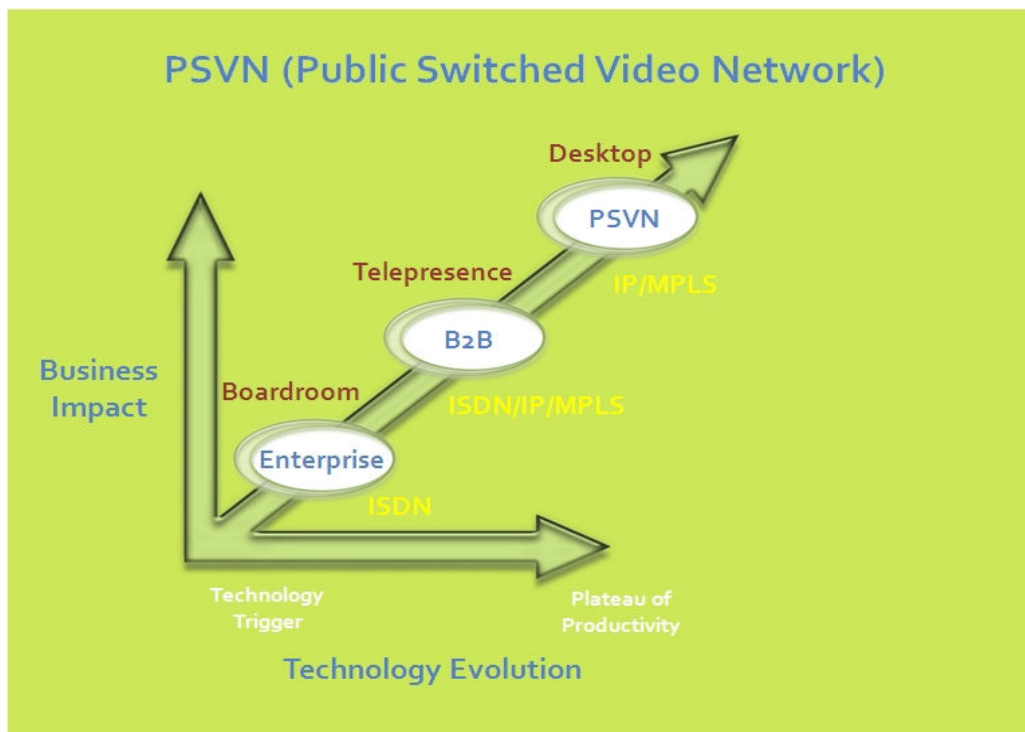 PSVN (Public Switched Video Network)
Desktop
PSVN
Telepresence
IP/MPLS
B2B
Business
Impact
Boardroom
ISDN/IP/MPLS
Enterprise
ISDN
Technology
Trigger
Plateau of
Productivity
Technology Evolution